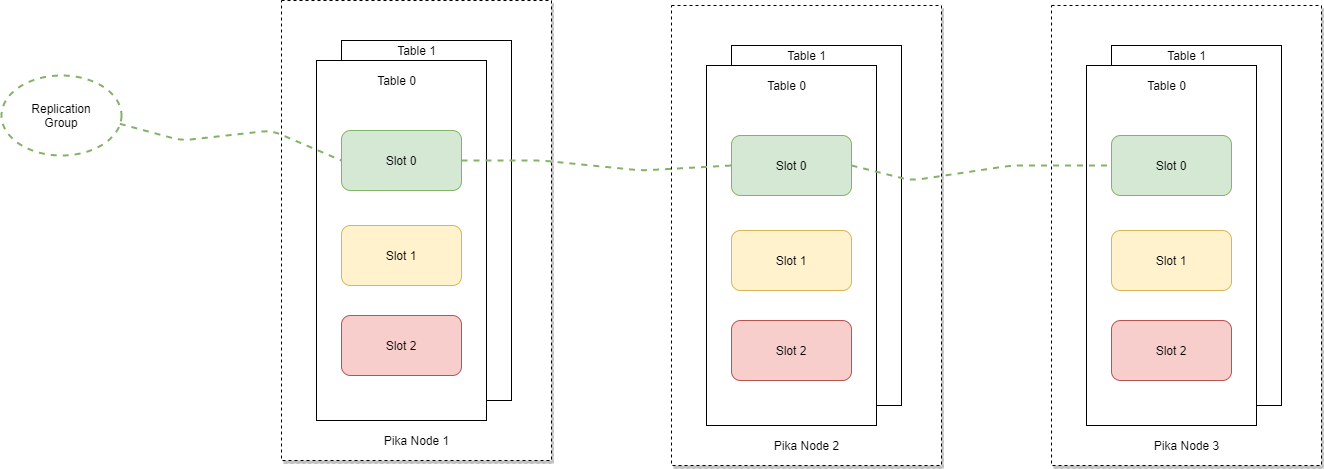 Replication
Group
Table 1
Table 0
Slot 0
Slot 1
Slot 2
Pika Node 1
Table 1
Table 0
Slot 0
Slot 1
Slot 2
Pika Node 2
Table 1
Table 0
Slot 0
Slot 1
Slot 2
Pika Node 3